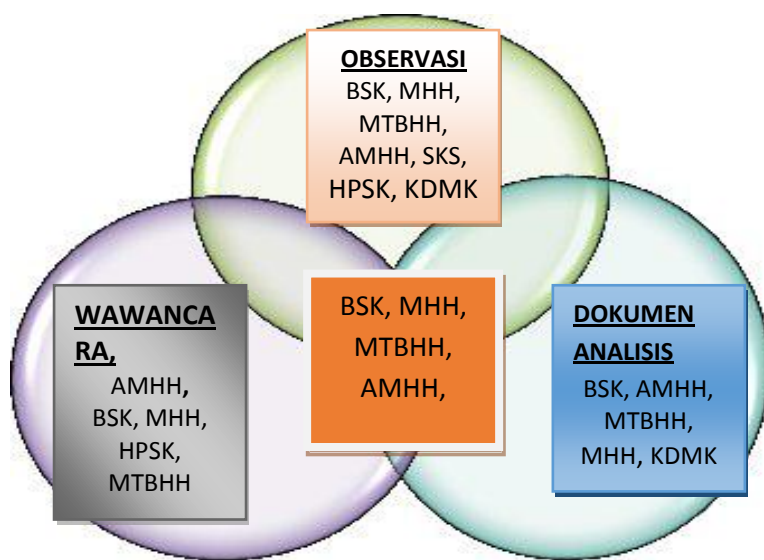 OBSERVASI
BSK, MHH,
MTBHH,
AMHH, SKS,
HPSK, KDMK
WAWANCA
RA,
AMHH,
BSK, MHH,
HPSK,
MTBHH
BSK, MHH,
MTBHH,
AMHH,
DOKUMEN
ANALISIS
BSK, AMHH,
MTBHH,
MHH, KDMK